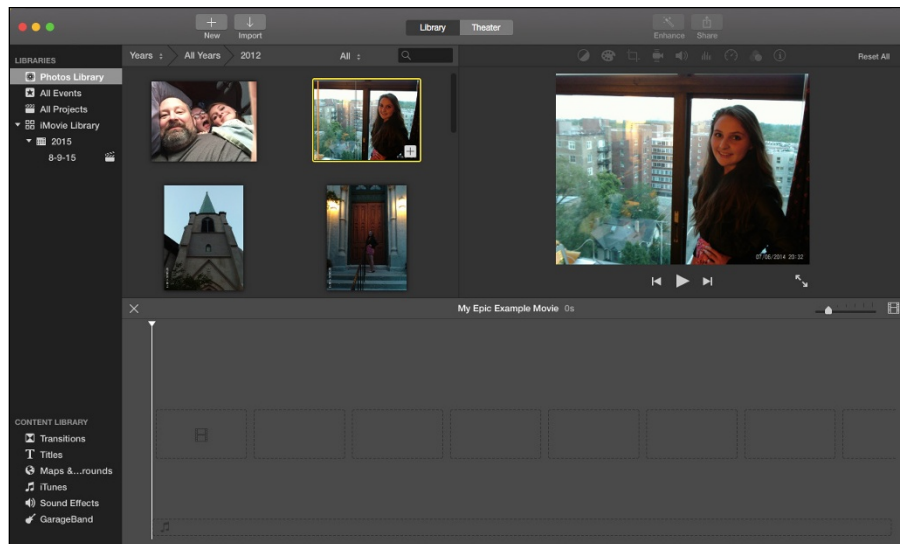 New
Import
Library
Theater
Enhance
Share
LIBRARIES
Photos Library
All Events
All Projects
iMovie Library
2015
8-9-15
Years
All Years
2012
All
Reset All
07/06/2014 20:32
My Epic Example Movie 0s
CONTENT LIBRARY
Transitions
T Titles
Maps &...rounds
iTunes
Sound Effects
GarageBand